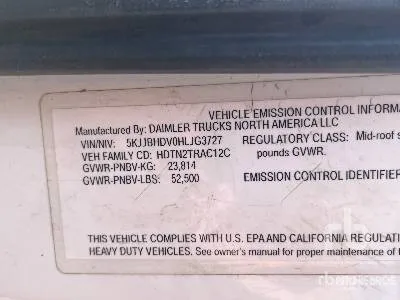 VEHICLE EMISSION CONTROL INFORMA
Manufactured By: DAIMLER TRUCKS NORTH AMERICA LLC
VIN/NIV: 5KJJBHDV0HLJG3727 REGULATORY CLASS: Mid-roof s
VEH FAMILY CD: HDTN2TRAC12C pounds GVWR.
GVWR-PNBV-KG: 23,814
GVWR-PNBV-LBS: 52,500 EMISSION CONTROL IDENTIFIER
THIS VEHICLE COMPLIES WITH U.S. EPA AND CALIFORNIA REGULATION
HEAVY DUTY VEHICLES. See owner's manual for proper maintenance of th